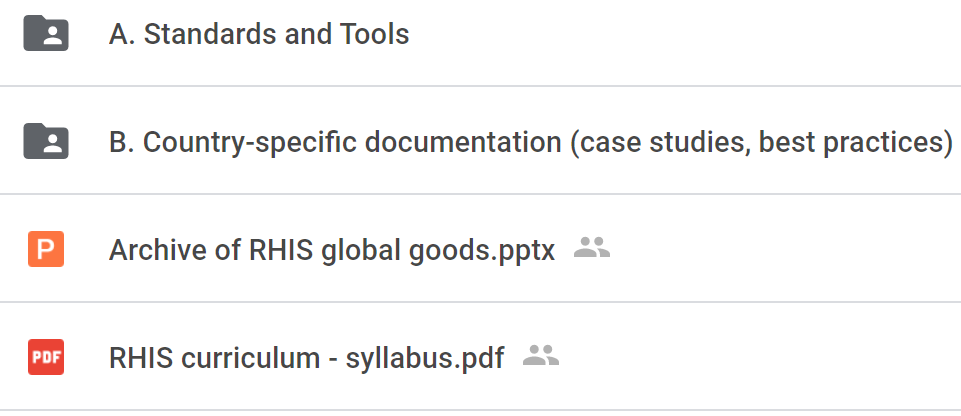 A. Standards and Tools
B. Country-specific documentation (case studies, best practices)
P Archive of RHIS global goods.pptx
PDF RHIS curriculum - syllabus.pdf